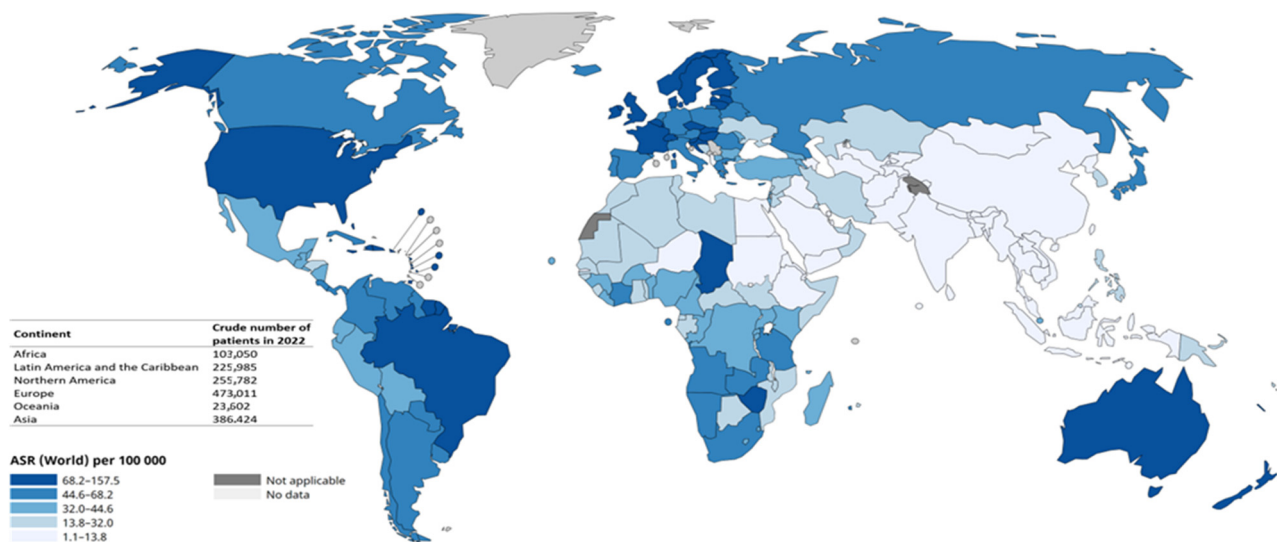 Continent Crude number of
patients in 2022
Africa 103,050
Latin America and the Caribbean 225,985
Northern America 255,782
Europe 473,011
Oceania 23,602
Asia 386.424
ASR (World) per 100 000
68.2–157.5
44.6–68.2
32.0–44.6
13.8–32.0
1.1–13.8
Not applicable
No data